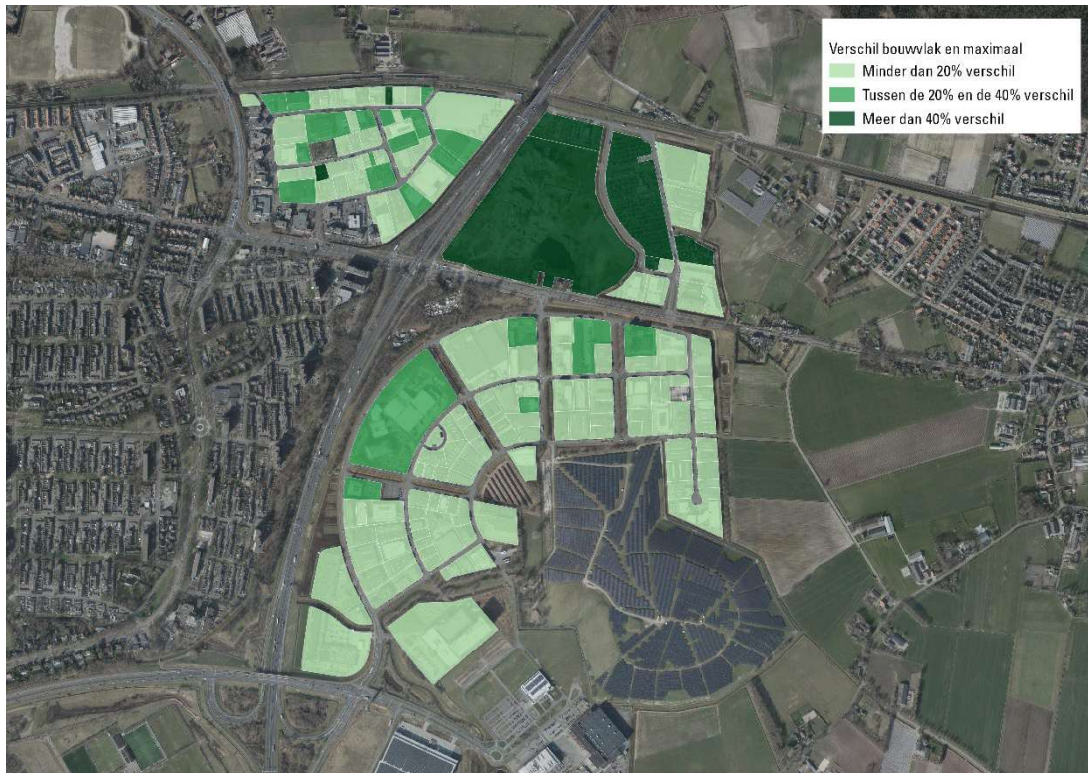 Verschil bouwvlak en maximaal
Minder dan 20% verschil
Tussen de 20% en de 40% verschil
Meer dan 40% verschil